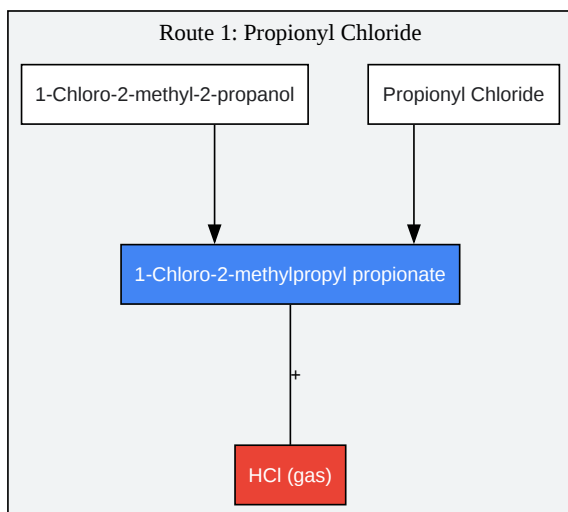 Route 1: Propionyl Chloride
1-Chloro-2-methyl-2-propanol
Propionyl Chloride
1-Chloro-2-methylpropyl propionate
+
HCl (gas)